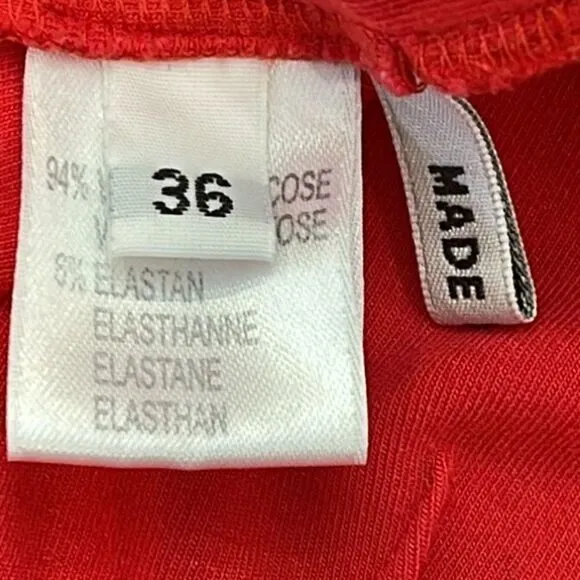 94% COSE
36
OSE
6% ELASTAN
ELASTHANNE
ELASTANE
ELASTHAN
MADE